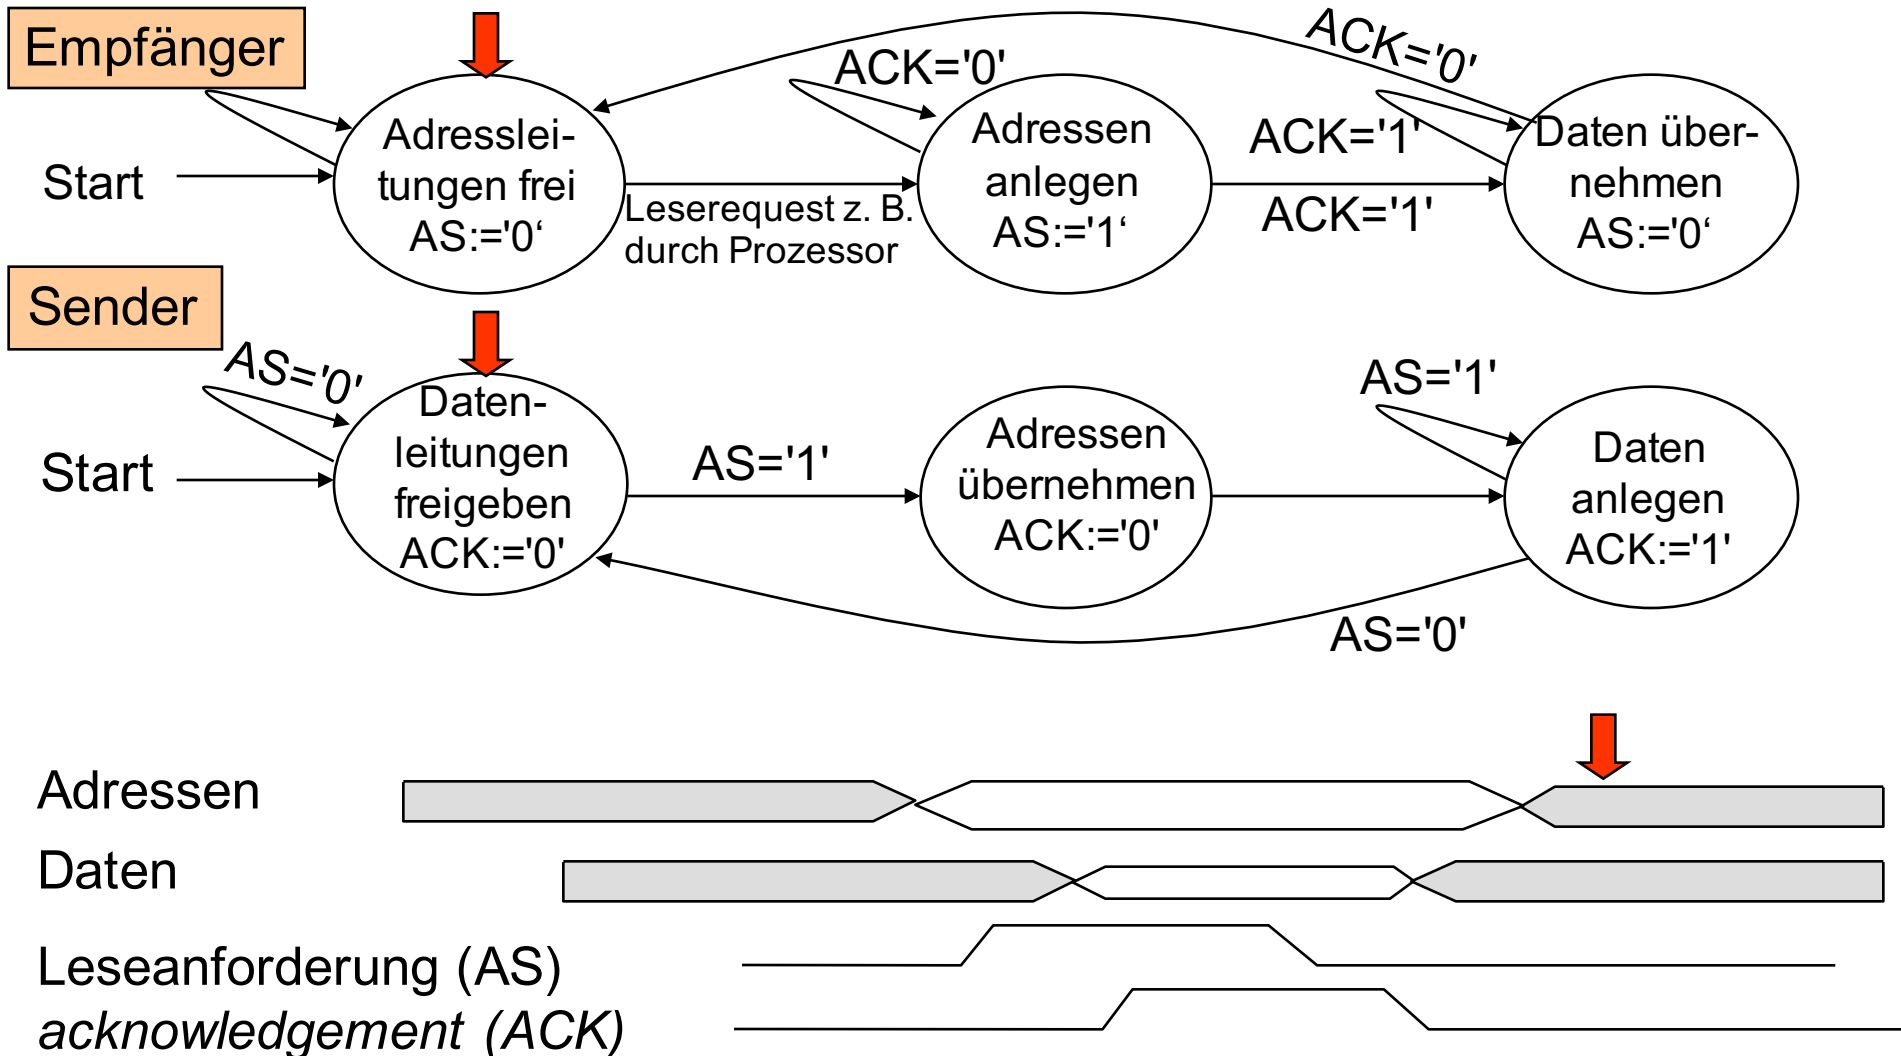 Empfänger
ACK='0'
ACK='0'
Start
Adresslei-
tungen frei
AS:='0‘
Leserequest z. B.
durch Prozessor
Adressen
anlegen
AS:='1‘
ACK='1'
ACK='1'
Daten über-
nehmen
AS:='0‘
Sender
AS='0'
Start
Daten-
leitungen
freigeben
ACK:='0'
AS='1'
Adressen
übernehmen
ACK:='0'
AS='1'
Daten
anlegen
ACK:='1'
AS='0'
Adressen
Daten
Leseanforderung (AS)
acknowledgement (ACK)